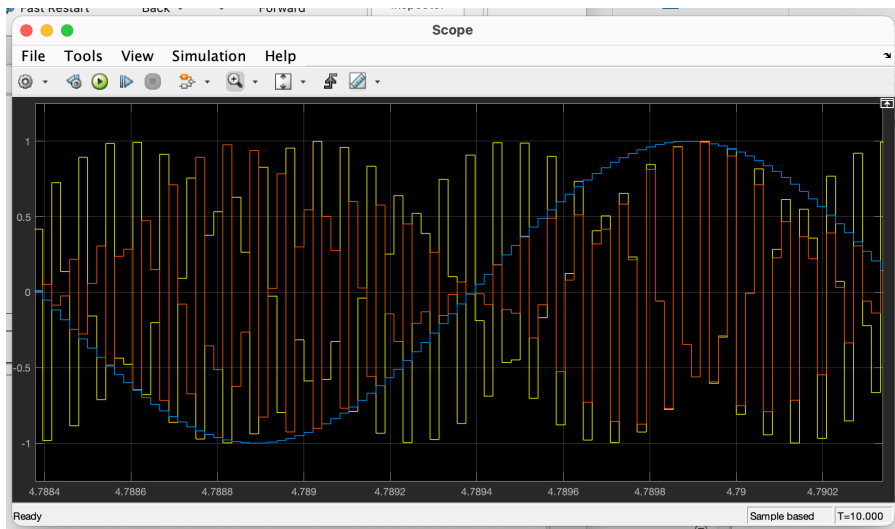 Fast Restart Back Forward
Scope
File Tools View Simulation Help
1
0.5
0
-0.5
-1
4.7884 4.7886 4.7888 4.789 4.7892 4.7894 4.7896 4.7898 4.79 4.7902
Ready Sample based T=10.000